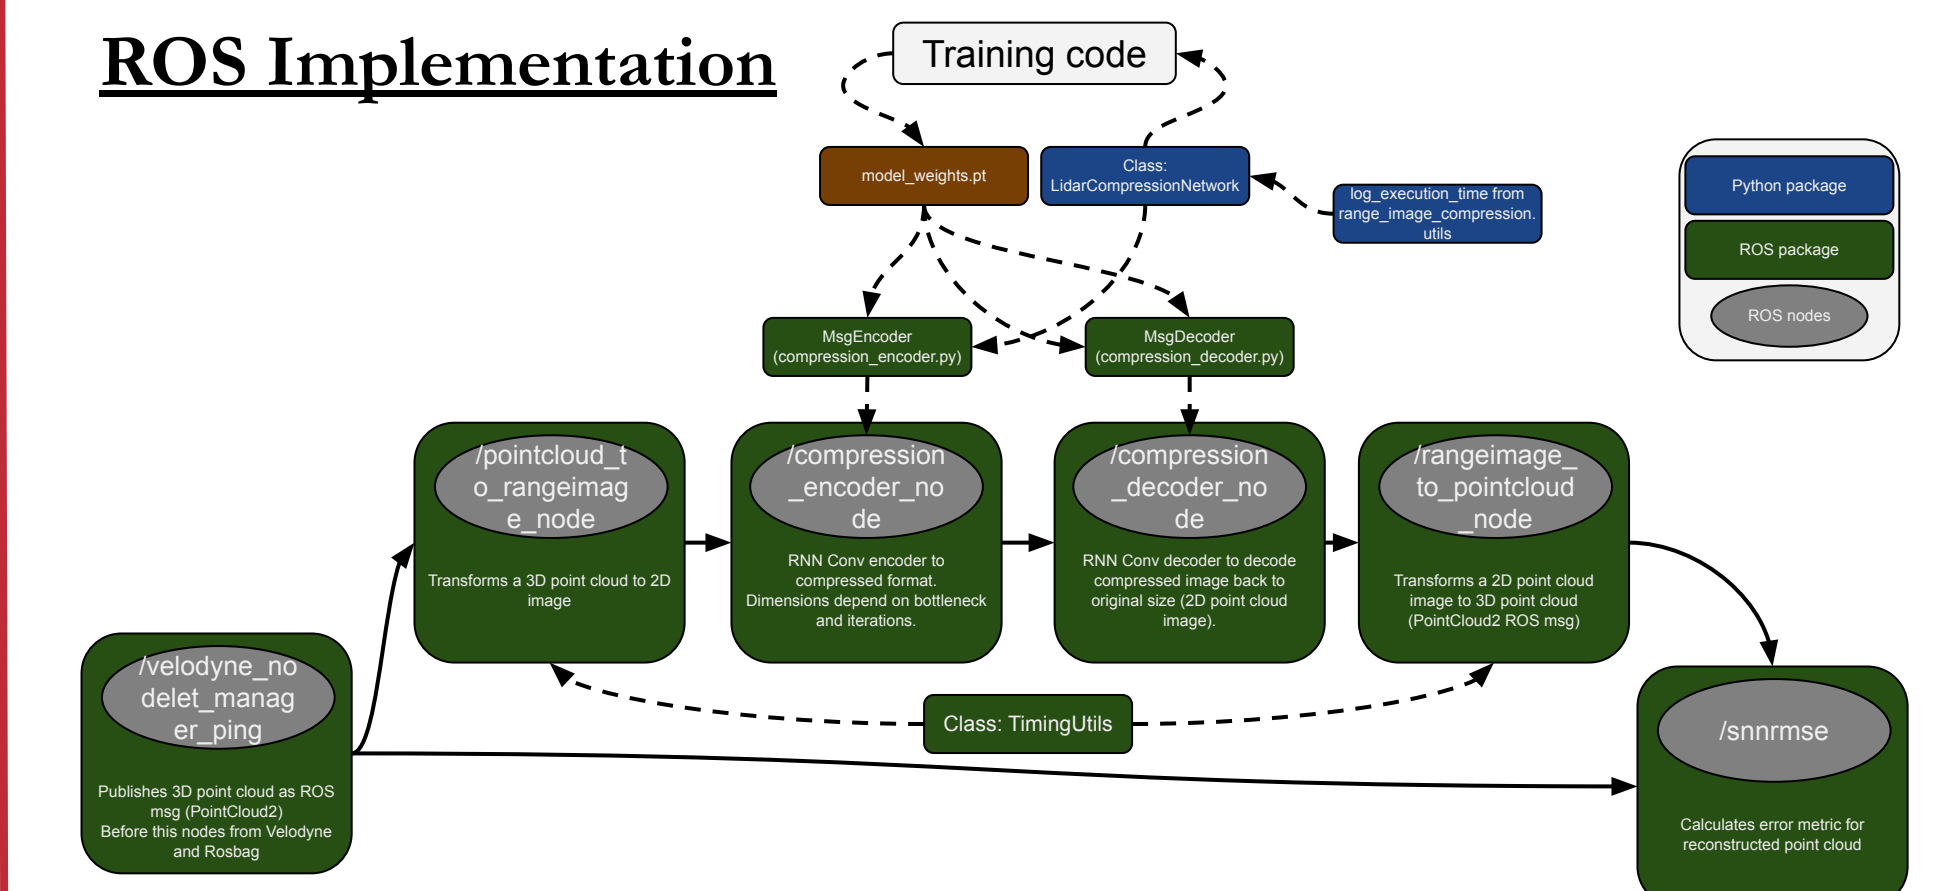 ROS Implementation
Training code
model_weights.pt
Class:
LidarCompressionNetwork
log_execution_time from
range_image_compression.
utils
Python package
ROS package
ROS nodes
MsgEncoder
(compression_encoder.py)
MsgDecoder
(compression_decoder.py)
/pointcloud_t
o_rangeimag
e_node
Transforms a 3D point cloud to 2D
image
/compression
_encoder_no
de
RNN Conv encoder to
compressed format.
Dimensions depend on bottleneck
and iterations.
/compression
_decoder_no
de
RNN Conv decoder to decode
compressed image back to
original size (2D point cloud
image).
/rangeimage_
to_pointcloud
_node
Transforms a 2D point cloud
image to 3D point cloud
(PointCloud2 ROS msg)
/velodyne_no
delet_manag
er_ping
Publishes 3D point cloud as ROS
msg (PointCloud2)
Before this nodes from Velodyne
and Rosbag
Class: TimingUtils
/snnrmse
Calculates error metric for
reconstructed point cloud